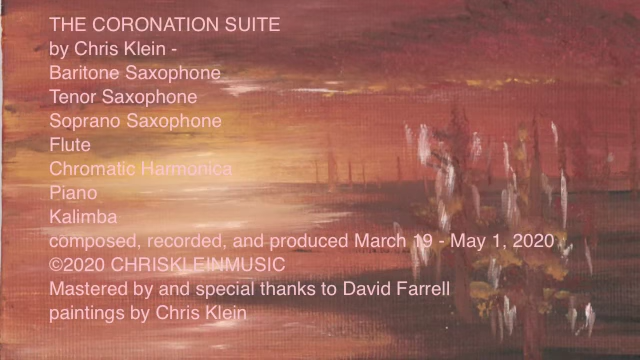 THE CORONATION SUITE
by Chris Klein -
Baritone Saxophone
Tenor Saxophone
Soprano Saxophone
Flute
Chromatic Harmonica
Piano
Kalimba
composed, recorded, and produced March 19 - May 1, 2020
©2020 CHRISKLEINMUSIC
Mastered by and special thanks to David Farrell
paintings by Chris Klein